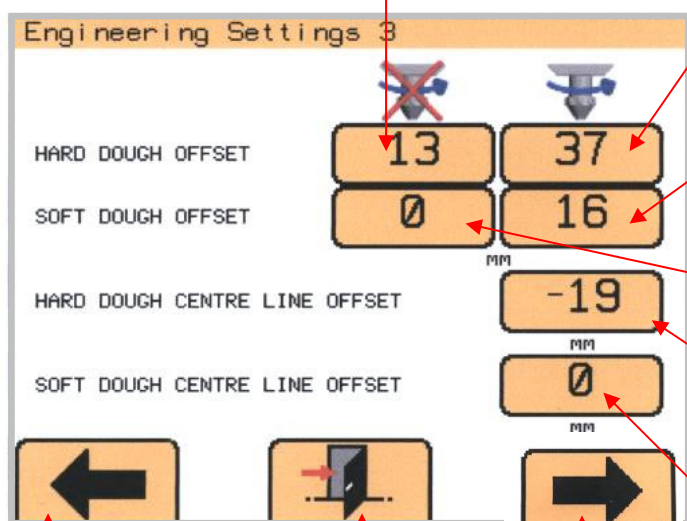 Engineering Settings 3
HARD DOUGH OFFSET 13 37
SOFT DOUGH OFFSET 0 16
MM
HARD DOUGH CENTRE LINE OFFSET -19
MM
SOFT DOUGH CENTRE LINE OFFSET 0
MM